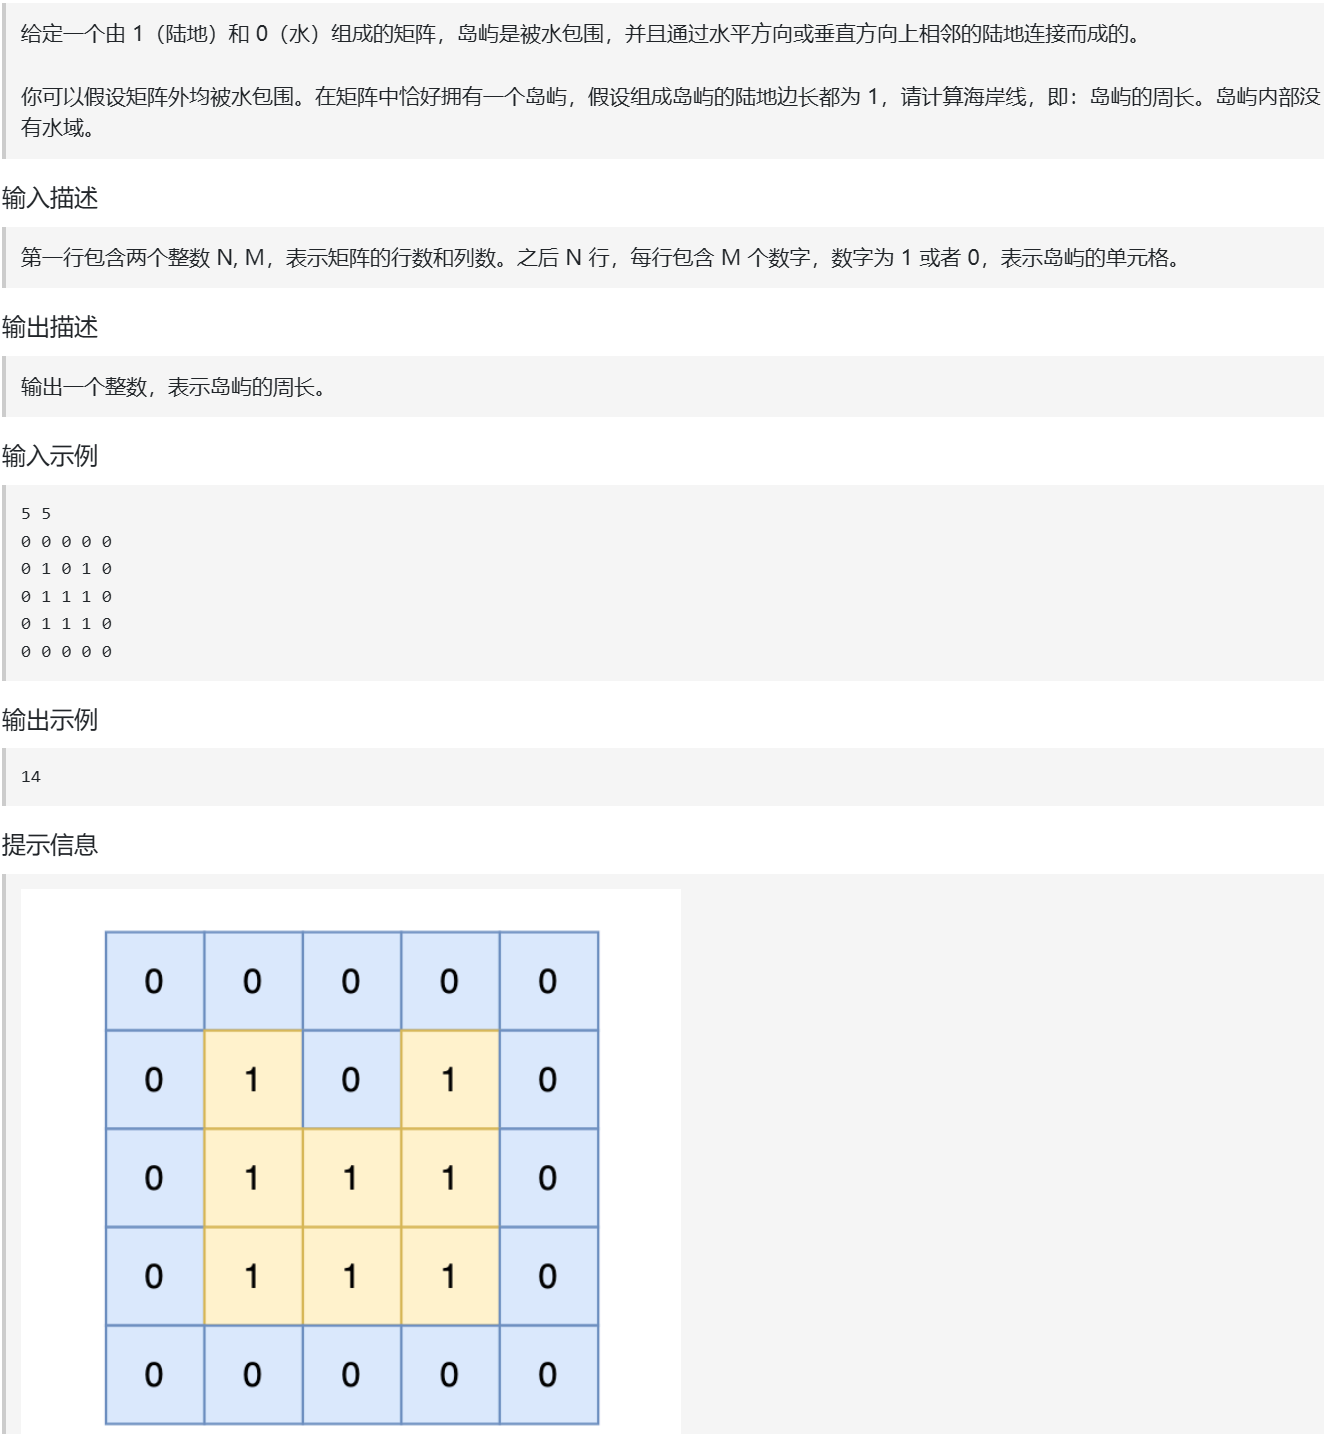 给定一个由 1（陆地）和 0（水）组成的矩阵，岛屿是被水包围，并且通过水平方向或垂直方向上相邻的陆地连接而成的。
你可以假设矩阵外均被水包围。在矩阵中恰好拥有一个岛屿，假设组成岛屿的陆地边长都为 1，请计算海岸线，即：岛屿的周长。岛屿内部没
有水域。
输入描述
第一行包含两个整数 N, M，表示矩阵的行数和列数。之后 N 行，每行包含 M 个数字，数字为 1 或者 0，表示岛屿的单元格。
输出描述
输出一个整数，表示岛屿的周长。
输入示例
5 5
0 0 0 0 0
0 1 0 1 0
0 1 1 1 0
0 1 1 1 0
0 0 0 0 0
输出示例
14
提示信息
0 0 0 0 0
0 1 0 1 0
0 1 1 1 0
0 1 1 1 0
0 0 0 0 0